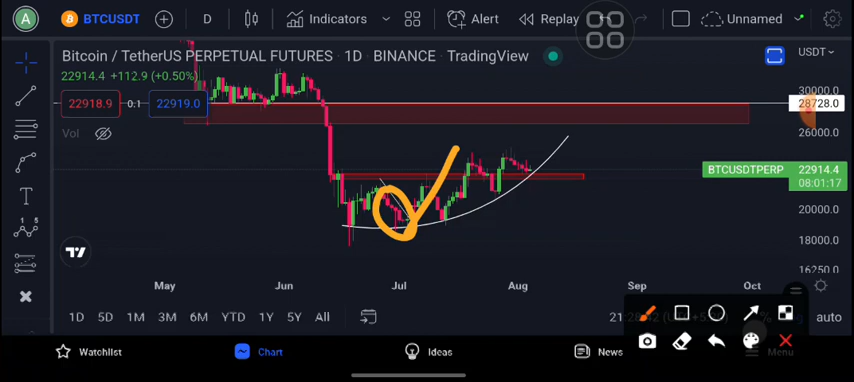 A BTCUSDT D Indicators Alert Replay Unnamed
Bitcoin / TetherUS PERPETUAL FUTURES · 1D · BINANCE · TradingView
USDT
22914.4 +112.9 (+0.50%)
30000.0
22918.9 0.1 22919.0
28728.0
Vol
26000.0
BTCUSDTPERP 22914.4
08:01:17
T
20000.0
1 5
18000.0
16250.0
May Jun Jul Aug Sep Oct
1D 5D 1M 3M 6M YTD 1Y 5Y All
% auto
Watchlist Chart Ideas News Menu